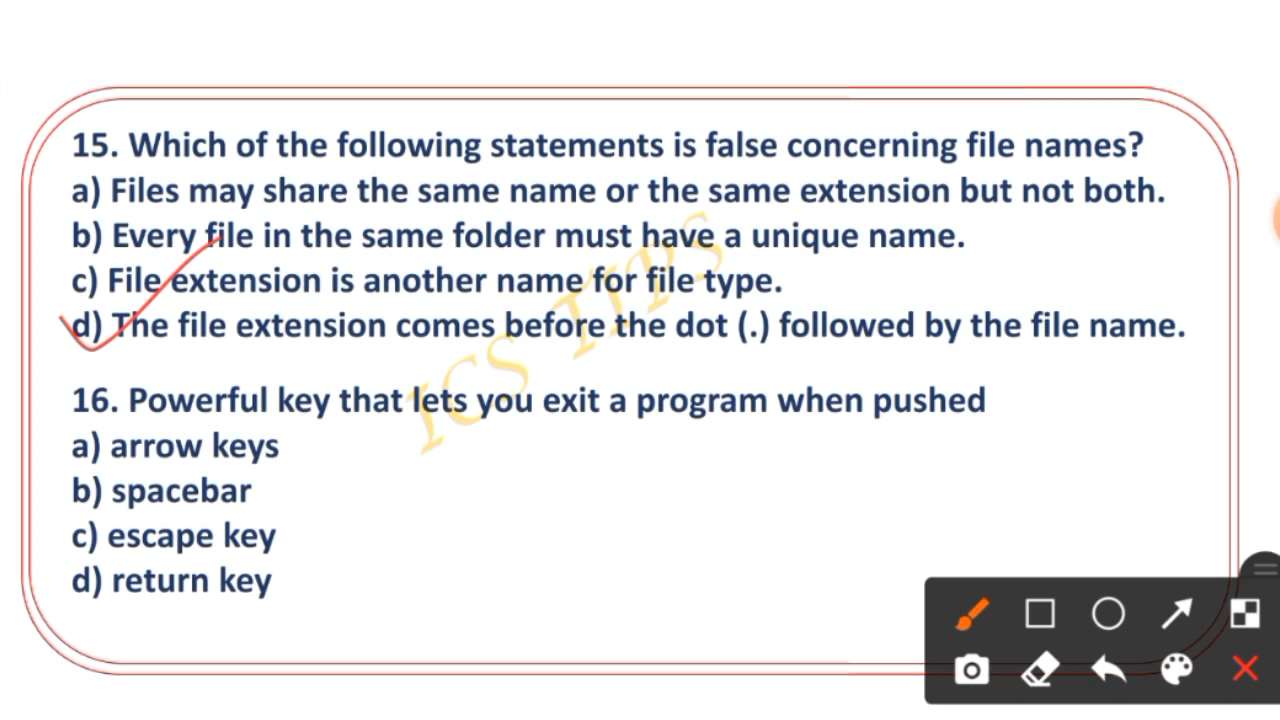 15. Which of the following statements is false concerning file names?
a) Files may share the same name or the same extension but not both.
b) Every file in the same folder must have a unique name.
c) File extension is another name for file type.
d) The file extension comes before the dot (.) followed by the file name.
ICS TIPS
16. Powerful key that lets you exit a program when pushed
a) arrow keys
b) spacebar
c) escape key
d) return key